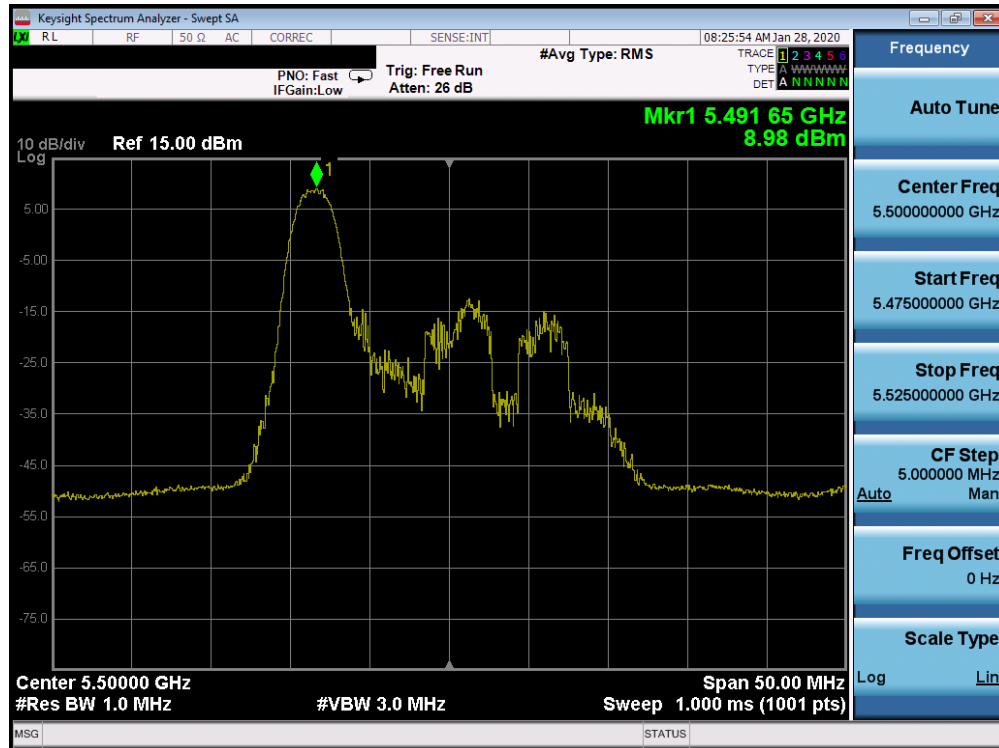 Keysight Spectrum Analyzer - Swept SA
LXI RL RF 50 Ω AC CORREC SENSE:INT 08:25:54 AM Jan 28, 2020
#Avg Type: RMS
TRACE 1 2 3 4 5 6
PNO: Fast Trig: Free Run
TYPE A WWWWW
IFGain:Low Atten: 26 dB
DET A N N N N N
Mkr1 5.491 65 GHz
8.98 dBm
10 dB/div Ref 15.00 dBm
Log
1
5.00
-5.00
-15.0
-25.0
-35.0
-45.0
-55.0
-65.0
-75.0
Center 5.50000 GHz Span 50.00 MHz
#Res BW 1.0 MHz #VBW 3.0 MHz Sweep 1.000 ms (1001 pts)
MSG STATUS
Frequency
Auto Tune
Center Freq
5.500000000 GHz
Start Freq
5.475000000 GHz
Stop Freq
5.525000000 GHz
CF Step
5.000000 MHz
Auto Man
Freq Offset
0 Hz
Scale Type
Log Lin